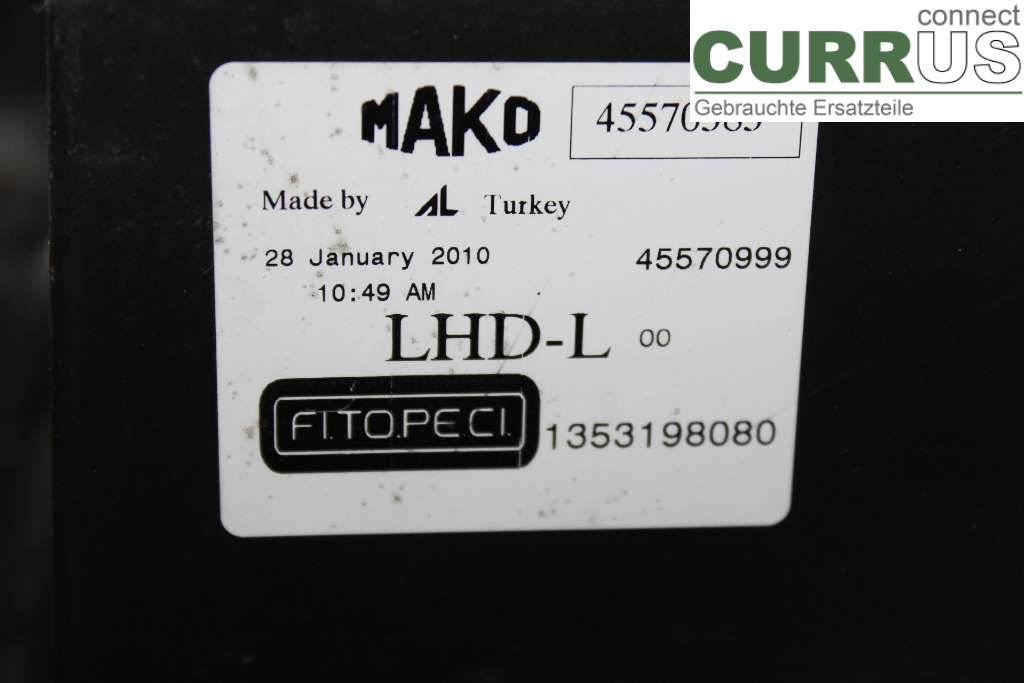 connect
CURRUS
Gebrauchte Ersatzteile
MAKO
Made by AL Turkey
28 January 2010 45570999
10:49 AM
LHD-L 00
FI.TO.PE.CI. 1353198080